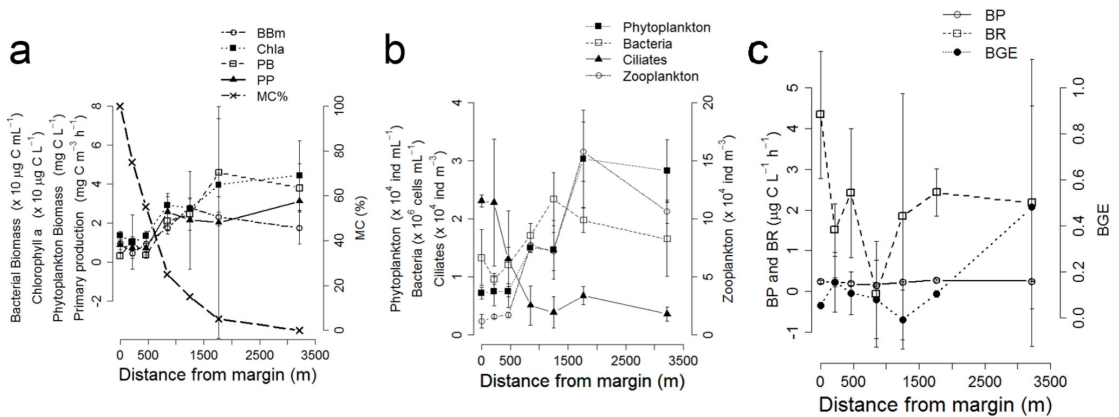 a
BBm
Chla
PB
PP
MC%
Bacterial Biomass (x 10 µg C mL⁻¹)
Chlorophyll a (x 10 µg C L⁻¹)
Phytoplankton Biomass (mg C L⁻¹)
Primary production (mg C m⁻³ h⁻¹)
8
6
4
2
0
−2
100
80
60
40
20
0
MC (%)
0 500 1500 2500 3500
Distance from margin (m)
b
Phytoplankton
Bacteria
Ciliates
Zooplankton
Phytoplankton (x 10⁴ ind mL⁻¹)
Bacteria (x 10⁶ cells mL⁻¹)
Ciliates (x 10⁴ ind m⁻³)
4
3
2
1
0
20
15
10
5
0
Zooplankton (x 10⁴ ind m⁻³)
0 500 1500 2500 3500
Distance from margin (m)
c
BP
BR
BGE
BP and BR (µg C L⁻¹ h⁻¹)
5
4
3
2
1
0
−1
1.0
0.8
0.6
0.4
0.2
0.0
BGE
0 500 1500 2500 3500
Distance from margin (m)